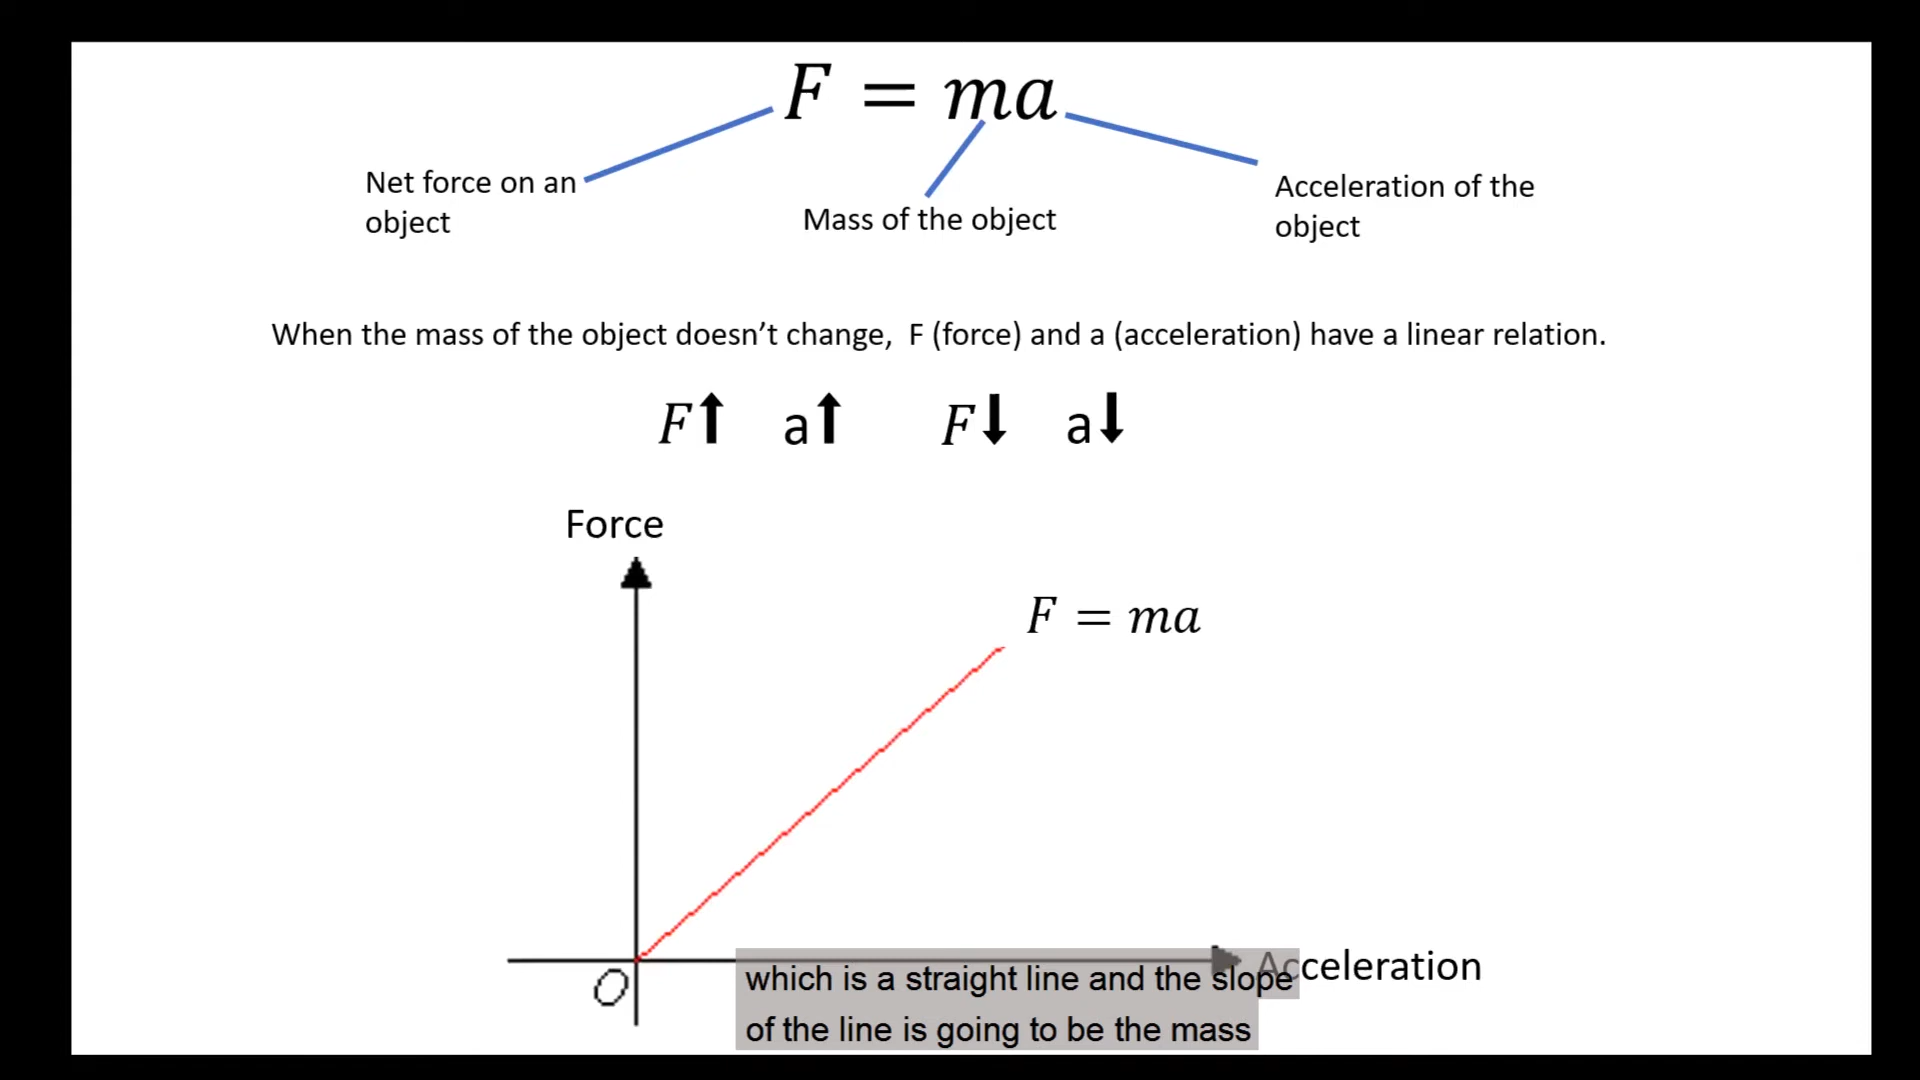 F = ma
Net force on an
object
Mass of the object
Acceleration of the
object
When the mass of the object doesn’t change, F (force) and a (acceleration) have a linear relation.
F↑ a↑ F↓ a↓
Force
F = ma
O
Acceleration
which is a straight line and the slope
of the line is going to be the mass